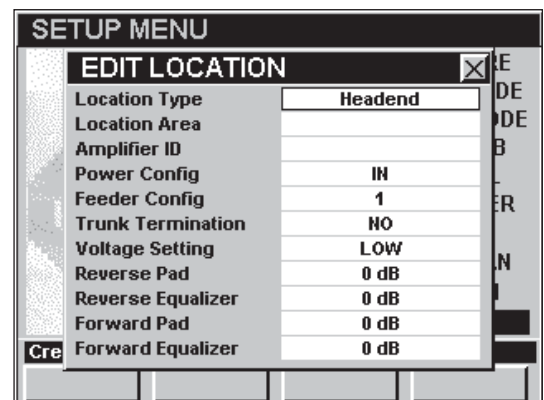 SETUP MENU
EDIT LOCATION
Location Type Headend
Location Area
Amplifier ID
Power Config IN
Feeder Config 1
Trunk Termination NO
Voltage Setting LOW
Reverse Pad 0 dB
Reverse Equalizer 0 dB
Forward Pad 0 dB
Forward Equalizer 0 dB
Cre